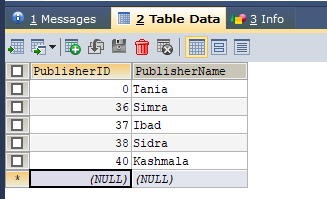 1 Messages 2 Table Data 3 Info
PublisherID PublisherName
0 Tania
36 Simra
37 Ibad
38 Sidra
40 Kashmala
* (NULL) (NULL)